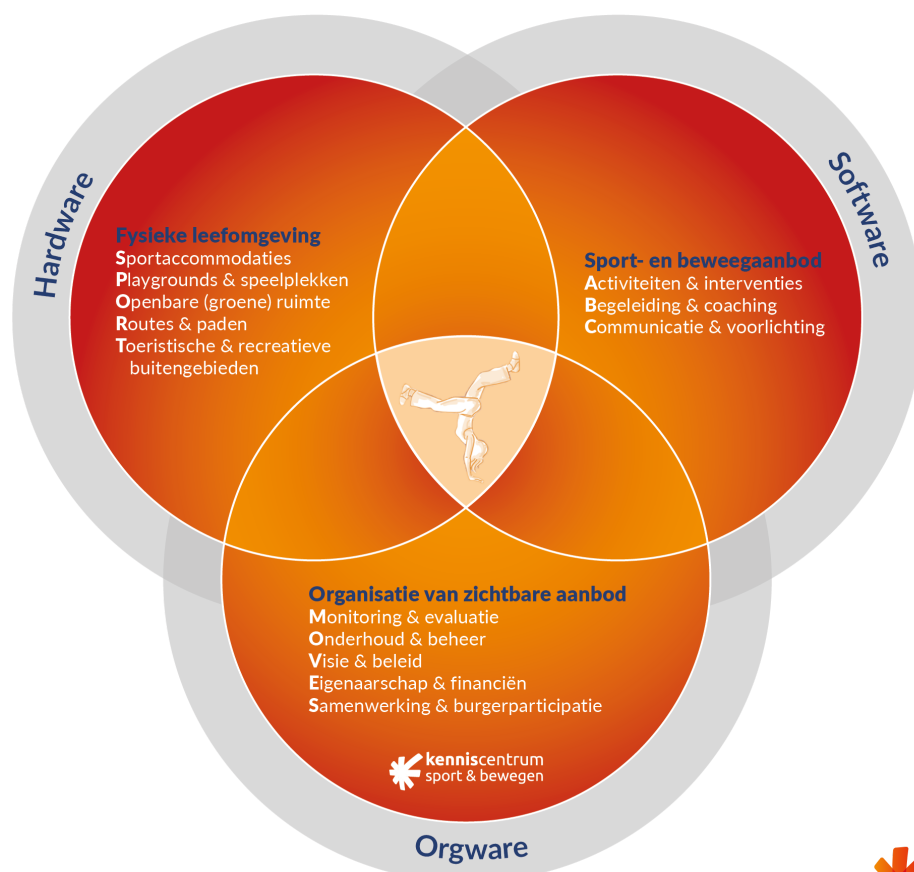 Hardware
Fysieke leefomgeving
Sportaccommodaties
Playgrounds & speelplekken
Openbare (groene) ruimte
Routes & paden
Toeristische & recreatieve
buitengebieden
Software
Sport- en beweegaanbod
Activiteiten & interventies
Begeleiding & coaching
Communicatie & voorlichting
Organisatie van zichtbare aanbod
Monitoring & evaluatie
Onderhoud & beheer
Visie & beleid
Eigenaarschap & financiën
Samenwerking & burgerparticipatie
kenniscentrum
sport & bewegen
Orgware